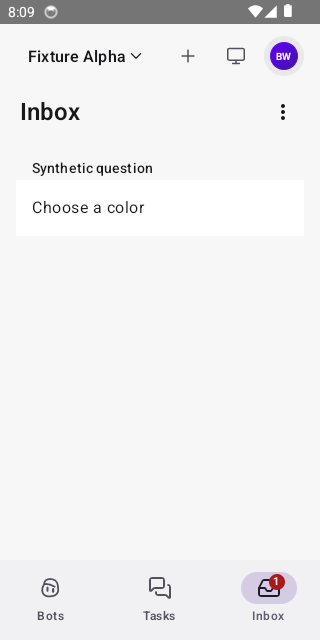 8:09
Fixture Alpha
BW
Inbox
Synthetic question
Choose a color
1
Bots
Tasks
Inbox